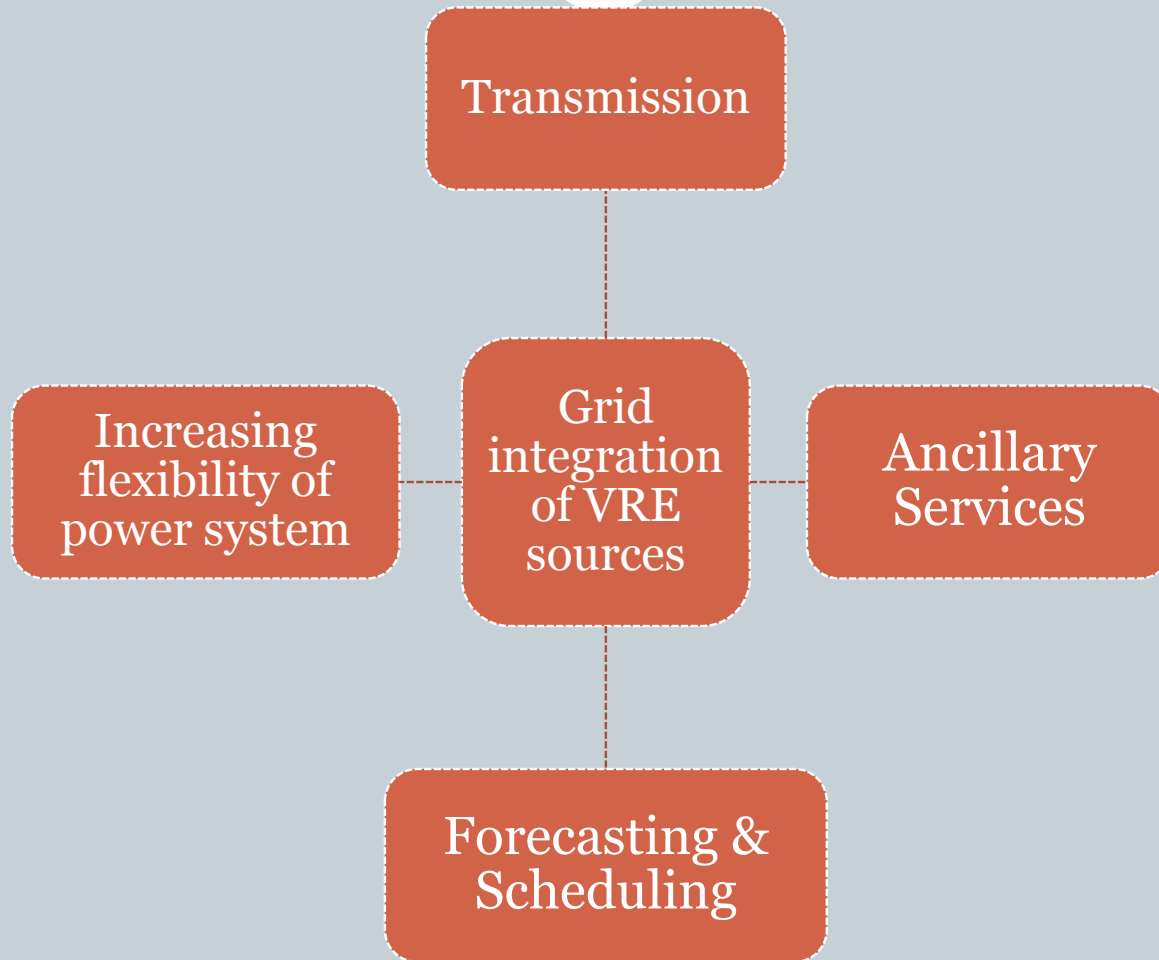 Transmission
Increasing
flexibility of
power system
Grid
integration
of VRE
sources
Ancillary
Services
Forecasting &
Scheduling